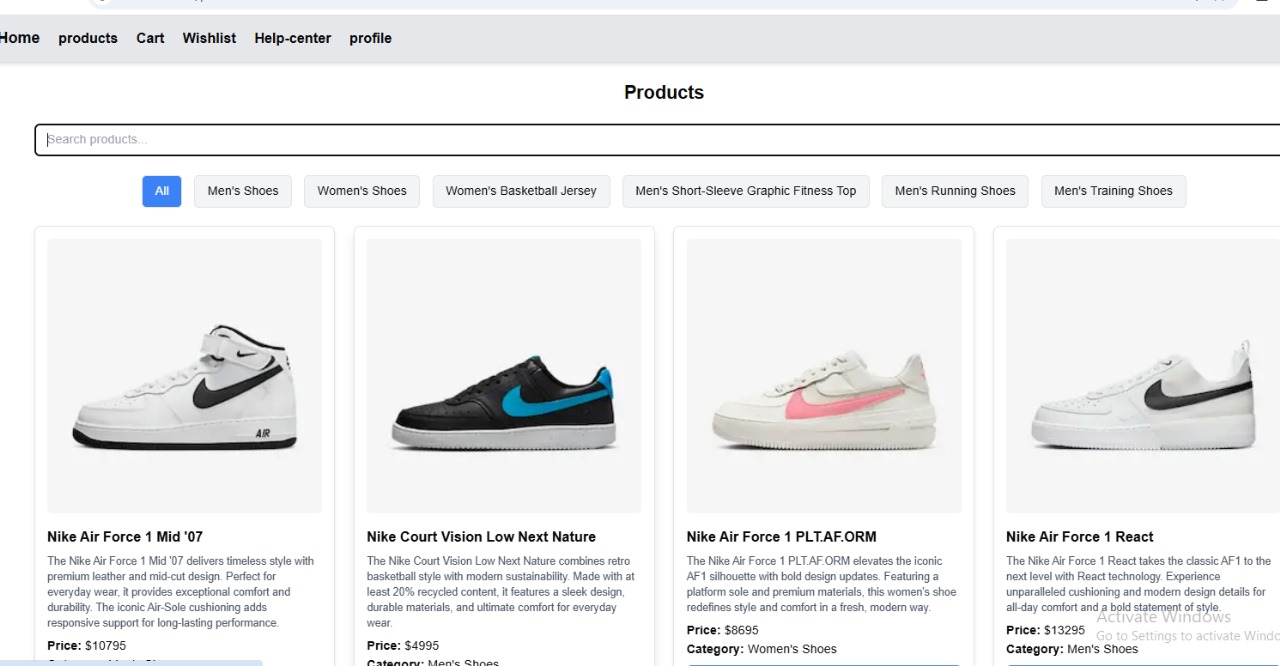 Home products Cart Wishlist Help-center profile
Products
Search products...
All Men's Shoes Women's Shoes Women's Basketball Jersey Men's Short-Sleeve Graphic Fitness Top Men's Running Shoes Men's Training Shoes
AIR
Nike Air Force 1 Mid '07
The Nike Air Force 1 Mid '07 delivers timeless style with
premium leather and mid-cut design. Perfect for
everyday wear, it provides exceptional comfort and
durability. The iconic Air-Sole cushioning adds
responsive support for long-lasting performance.
Price: $10795
Nike Court Vision Low Next Nature
The Nike Court Vision Low Next Nature combines retro
basketball style with modern sustainability. Made with at
least 20% recycled content, it features a sleek design,
durable materials, and ultimate comfort for everyday
wear.
Price: $4995
Category: Men's Shoes
Nike Air Force 1 PLT.AF.ORM
The Nike Air Force 1 PLT.AF.ORM elevates the iconic
AF1 silhouette with bold design updates. Featuring a
platform sole and premium materials, this women's shoe
redefines style and comfort in a fresh, modern way.
Price: $8695
Category: Women's Shoes
Nike Air Force 1 React
The Nike Air Force 1 React takes the classic AF1 to the
next level with React technology. Experience
unparalleled cushioning and modern design details for
all-day comfort and a bold statement of style.
Price: $13295
Category: Men's Shoes
Activate Windows
Go to Settings to activate Windo